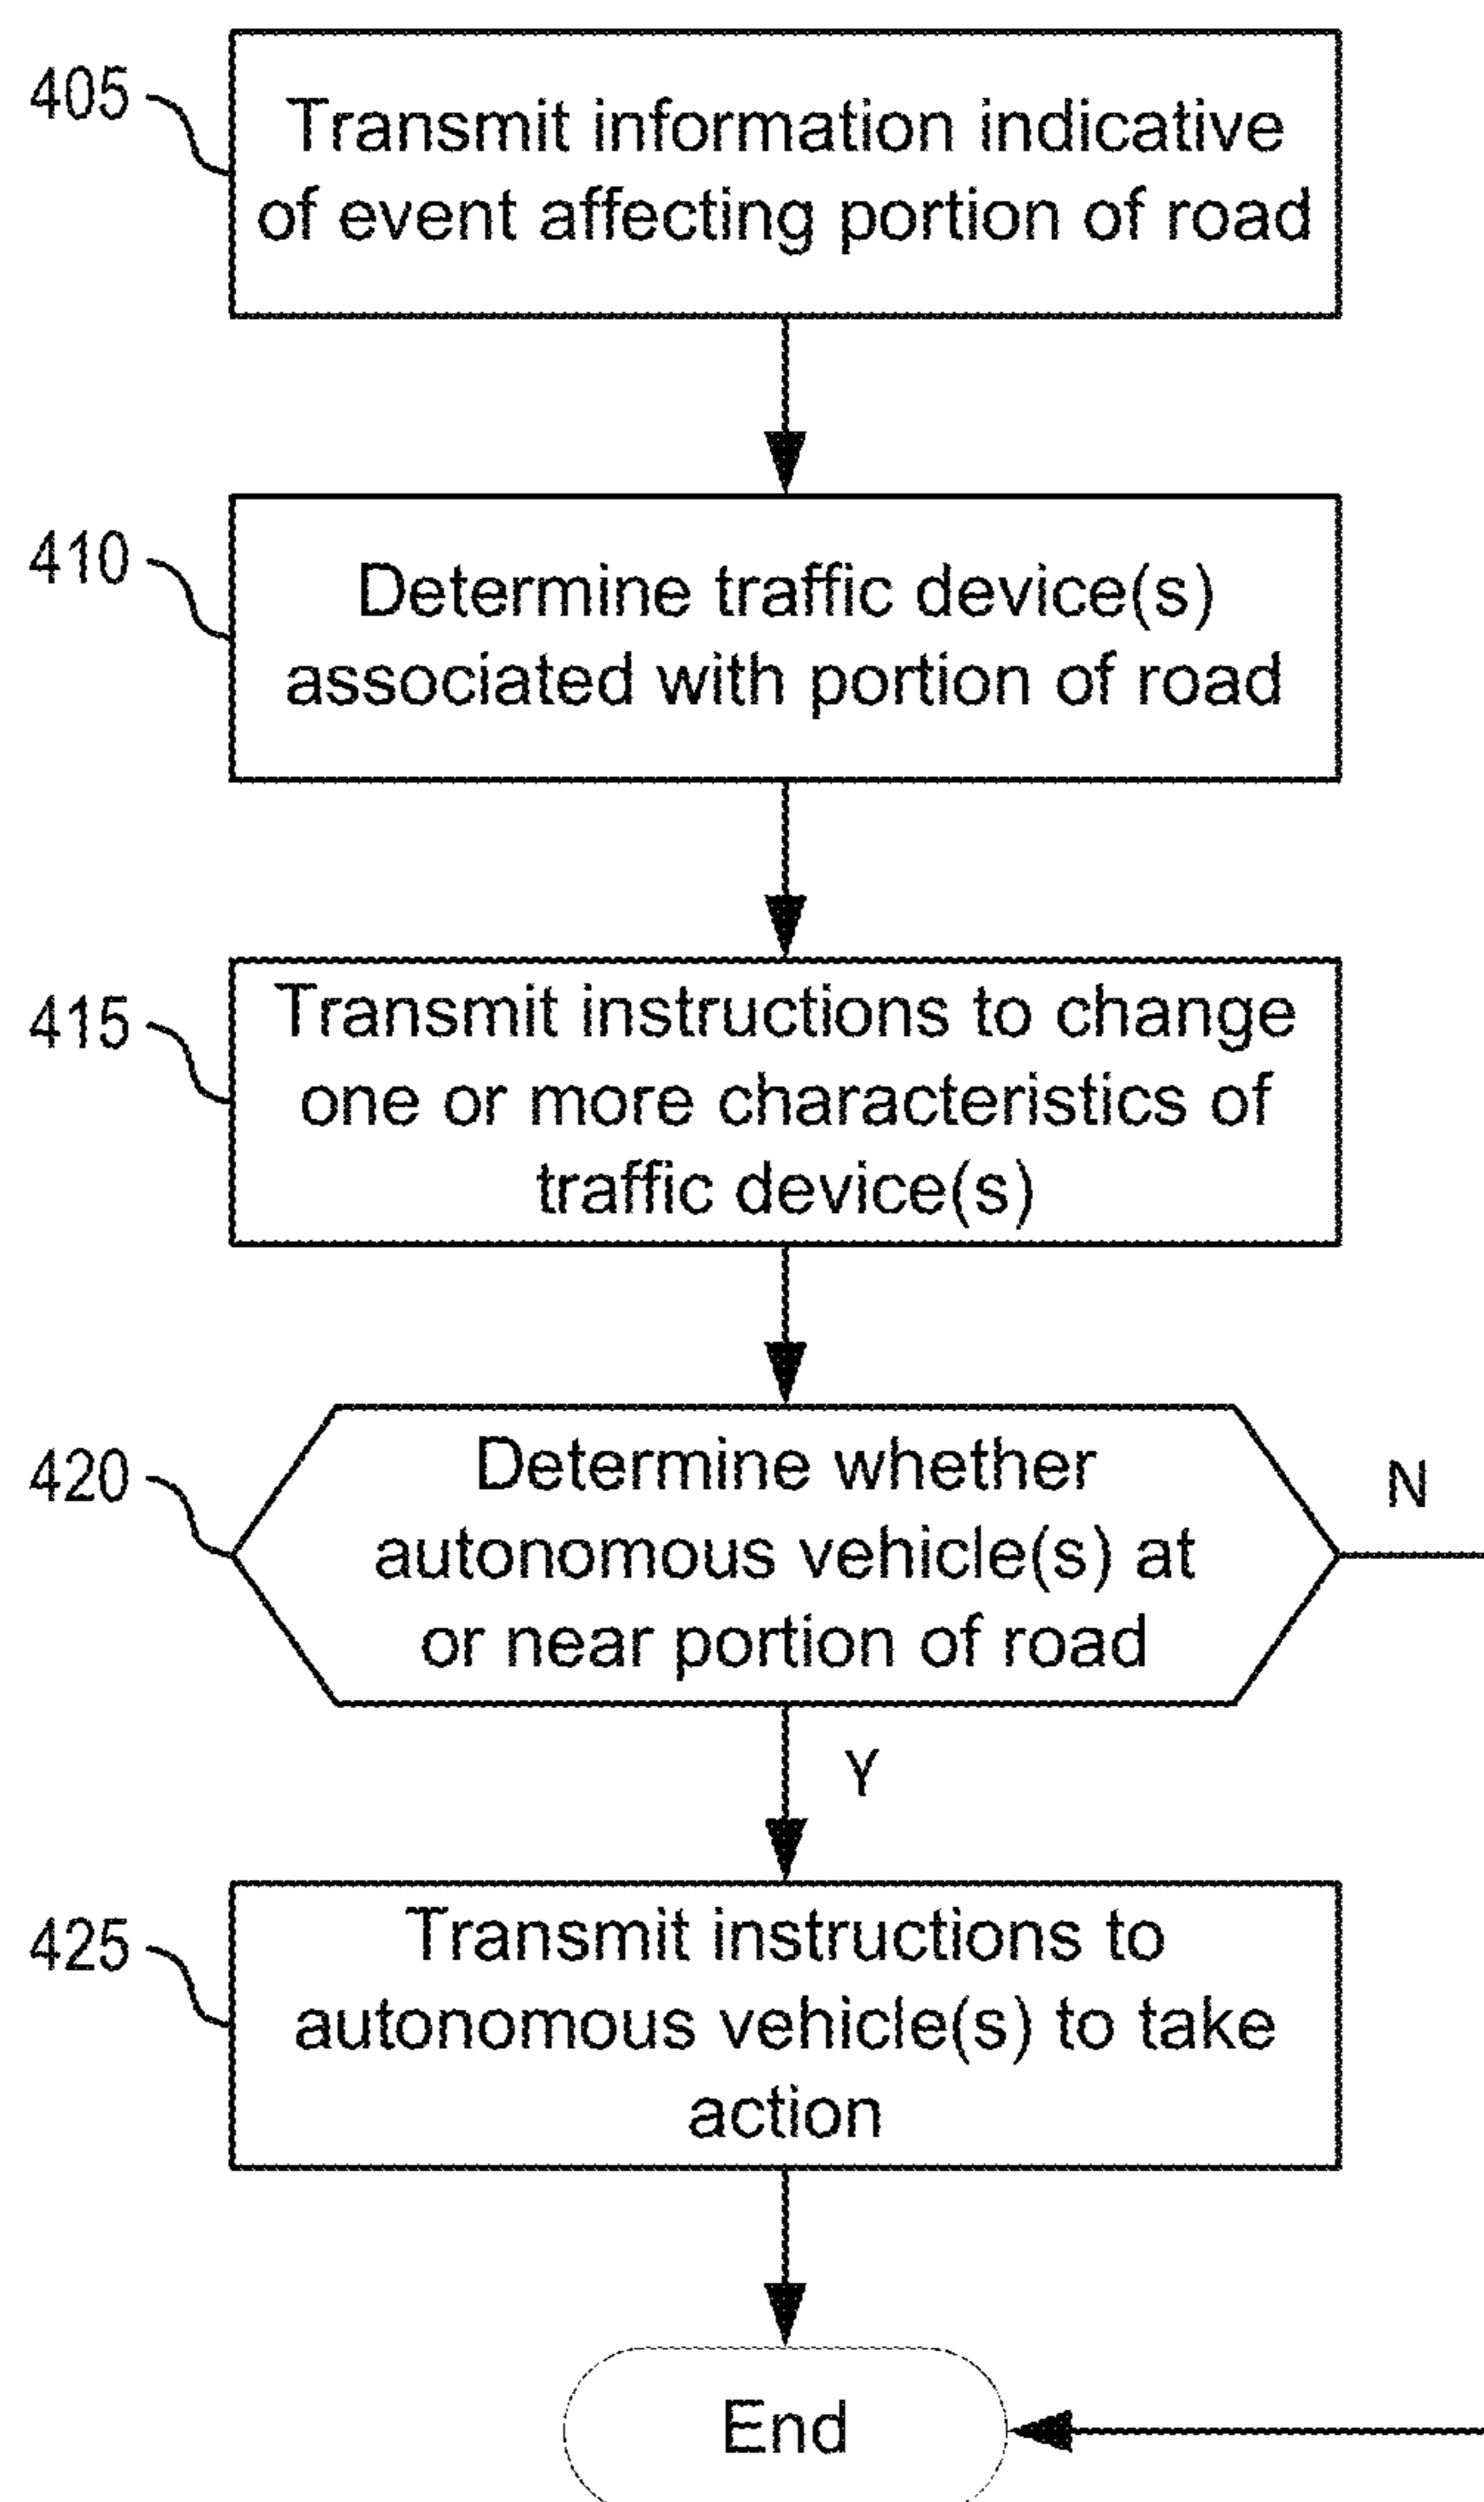 405
Transmit information indicative
of event affecting portion of road
410
Determine traffic device(s)
associated with portion of road
415
Transmit instructions to change
one or more characteristics of
traffic device(s)
420
Determine whether
autonomous vehicle(s) at
or near portion of road
N
Y
425
Transmit instructions to
autonomous vehicle(s) to take
action
End